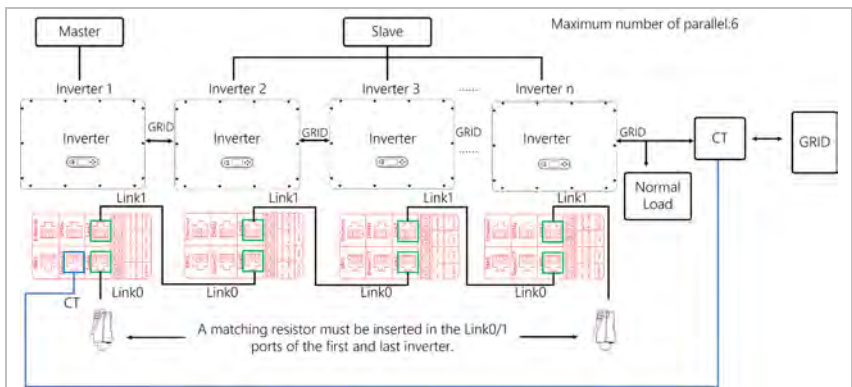 Master
Slave
Maximum number of parallel:6
Inverter 1
Inverter 2
Inverter 3
......
Inverter n
Inverter
GRID
Inverter
GRID
Inverter
GRID
......
Inverter
GRID
CT
GRID
Normal
Load
Link1
Link1
Link1
Link1
Link0
Link0
Link0
Link0
CT
A matching resistor must be inserted in the Link0/1
ports of the first and last inverter.